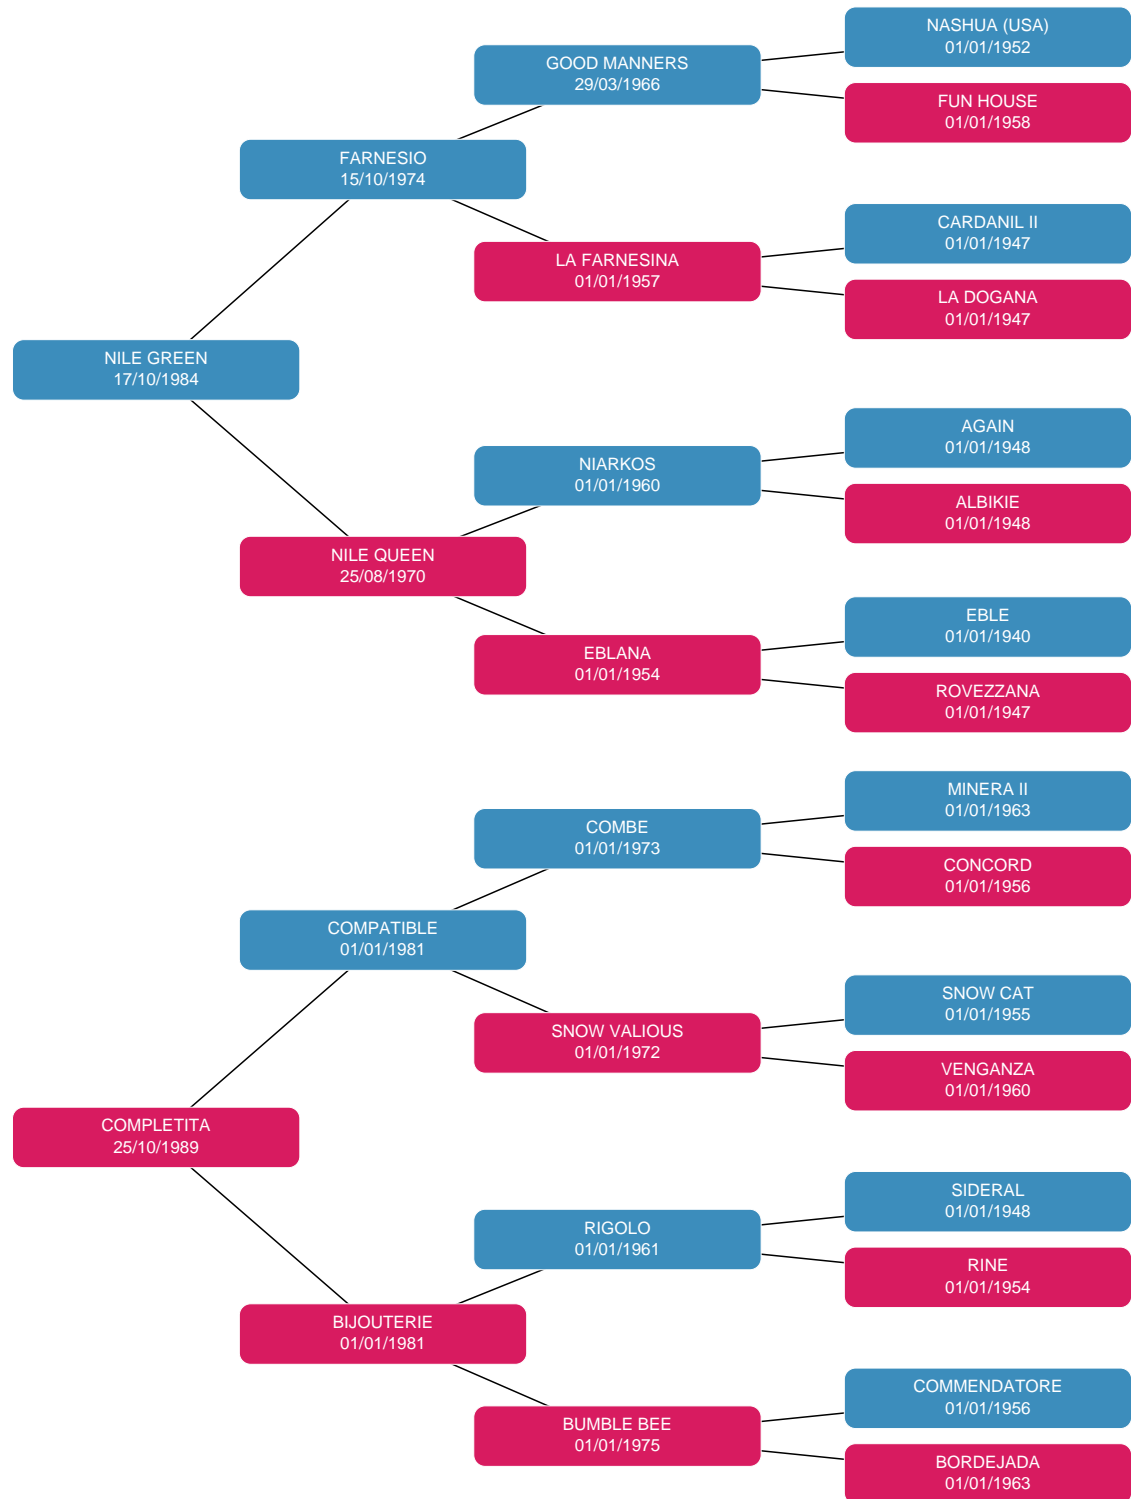 NASHUA (USA)
01/01/1952
GOOD MANNERS
29/03/1966
FUN HOUSE
01/01/1958
FARNESIO
15/10/1974
CARDANIL II
01/01/1947
LA FARNESINA
01/01/1957
LA DOGANA
01/01/1947
NILE GREEN
17/10/1984
AGAIN
01/01/1948
NIARKOS
01/01/1960
ALBIKIE
01/01/1948
NILE QUEEN
25/08/1970
EBLE
01/01/1940
EBLANA
01/01/1954
ROVEZZANA
01/01/1947
MINERA II
01/01/1963
COMBE
01/01/1973
CONCORD
01/01/1956
COMPATIBLE
01/01/1981
SNOW CAT
01/01/1955
SNOW VALIOUS
01/01/1972
VENGANZA
01/01/1960
COMPLETITA
25/10/1989
SIDERAL
01/01/1948
RIGOLO
01/01/1961
RINE
01/01/1954
BIJOUTERIE
01/01/1981
COMMENDATORE
01/01/1956
BUMBLE BEE
01/01/1975
BORDEJADA
01/01/1963